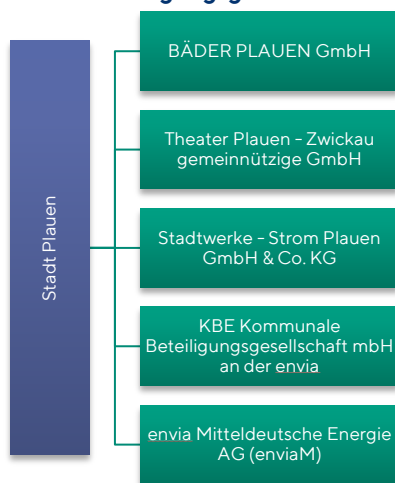 Stadt Plauen
BÄDER PLAUEN GmbH
Theater Plauen - Zwickau
gemeinnützige GmbH
Stadtwerke - Strom Plauen
GmbH & Co. KG
KBE Kommunale
Beteiligungsgesellschaft mbH
an der envia
envia Mitteldeutsche Energie
AG (enviaM)